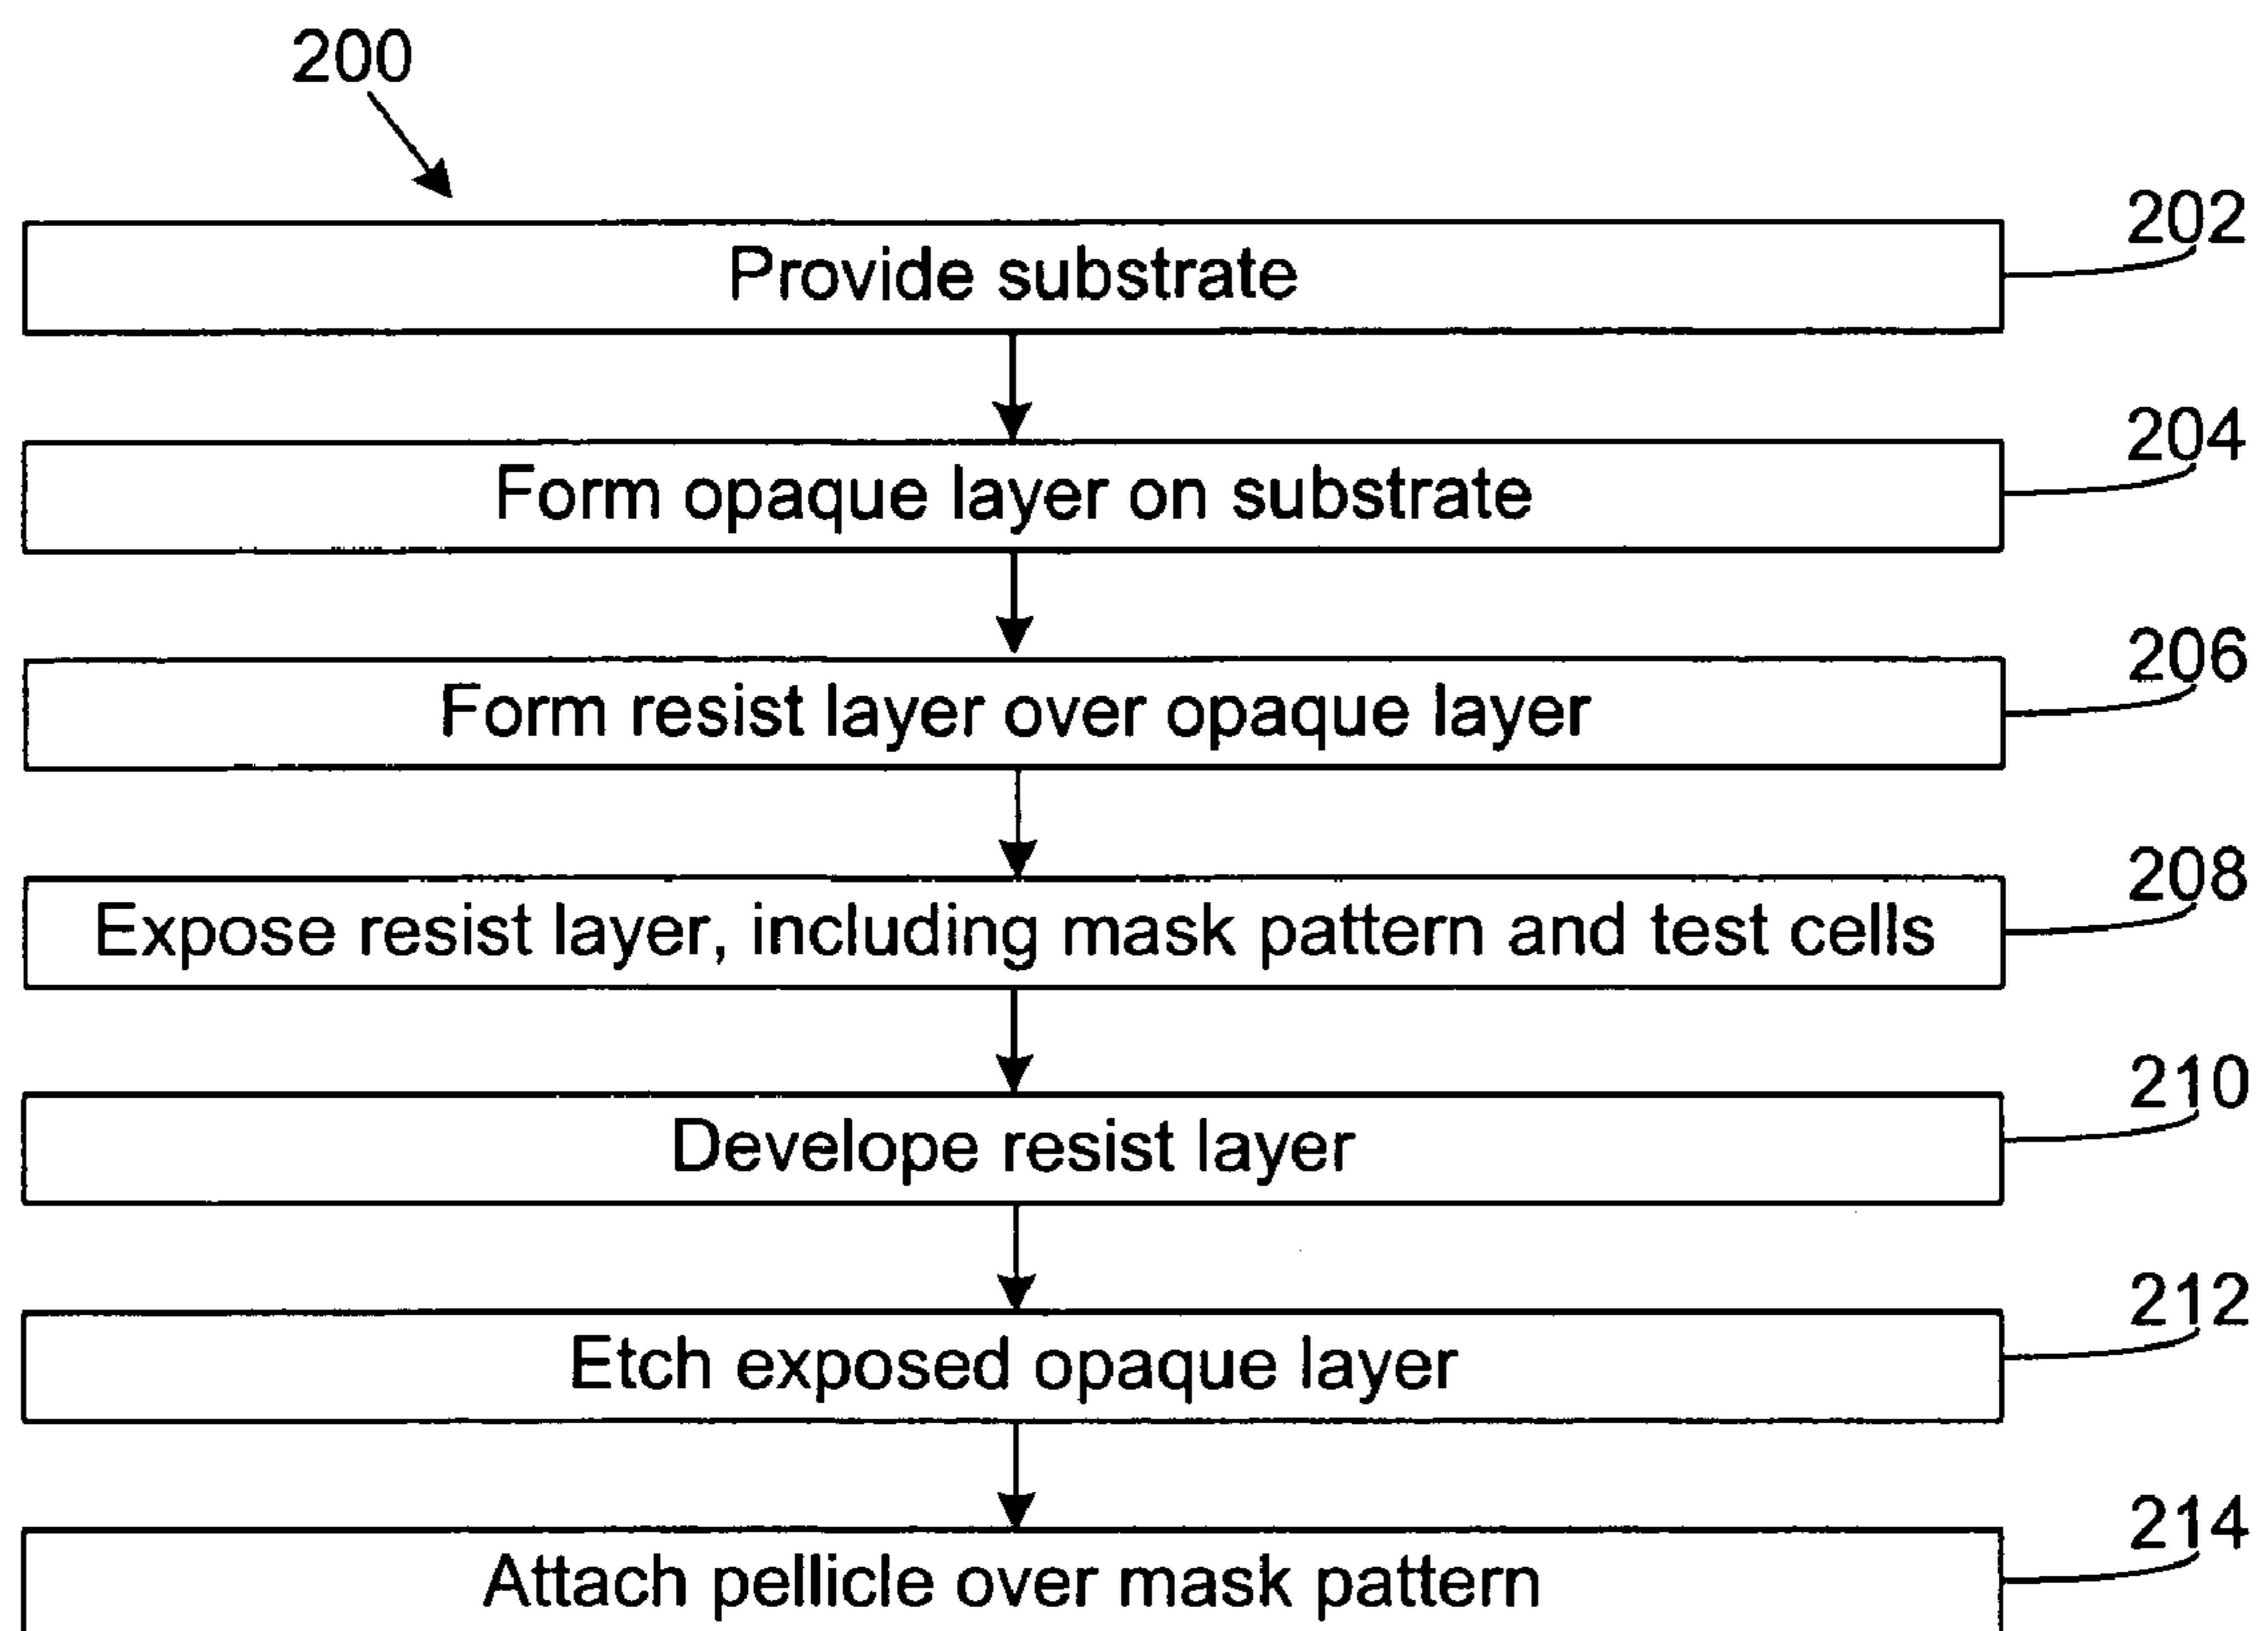 200
202
Provide substrate
204
Form opaque layer on substrate
206
Form resist layer over opaque layer
208
Expose resist layer, including mask pattern and test cells
210
Develope resist layer
212
Etch exposed opaque layer
214
Attach pellicle over mask pattern